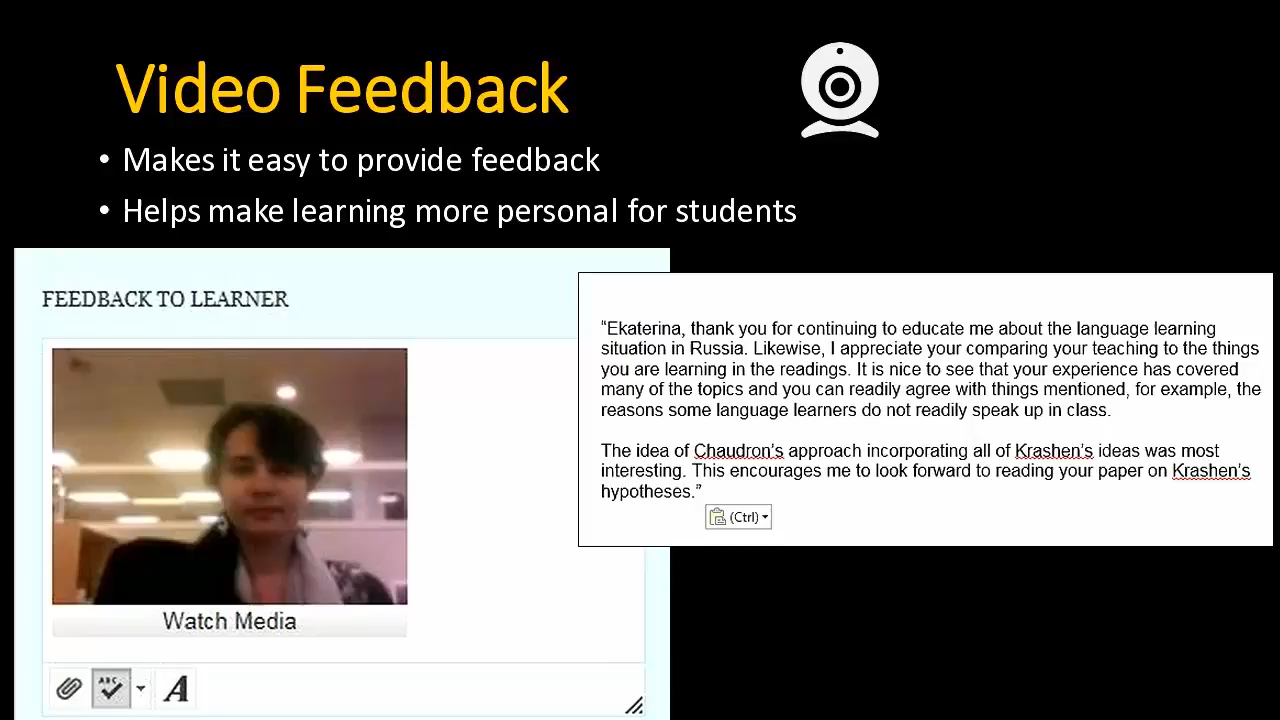 Video Feedback
• Makes it easy to provide feedback
• Helps make learning more personal for students
FEEDBACK TO LEARNER
Watch Media
ABC
A
“Ekaterina, thank you for continuing to educate me about the language learning
situation in Russia. Likewise, I appreciate your comparing your teaching to the things
you are learning in the readings. It is nice to see that your experience has covered
many of the topics and you can readily agree with things mentioned, for example, the
reasons some language learners do not readily speak up in class.
The idea of Chaudron’s approach incorporating all of Krashen’s ideas was most
interesting. This encourages me to look forward to reading your paper on Krashen’s
hypotheses.”
(Ctrl)